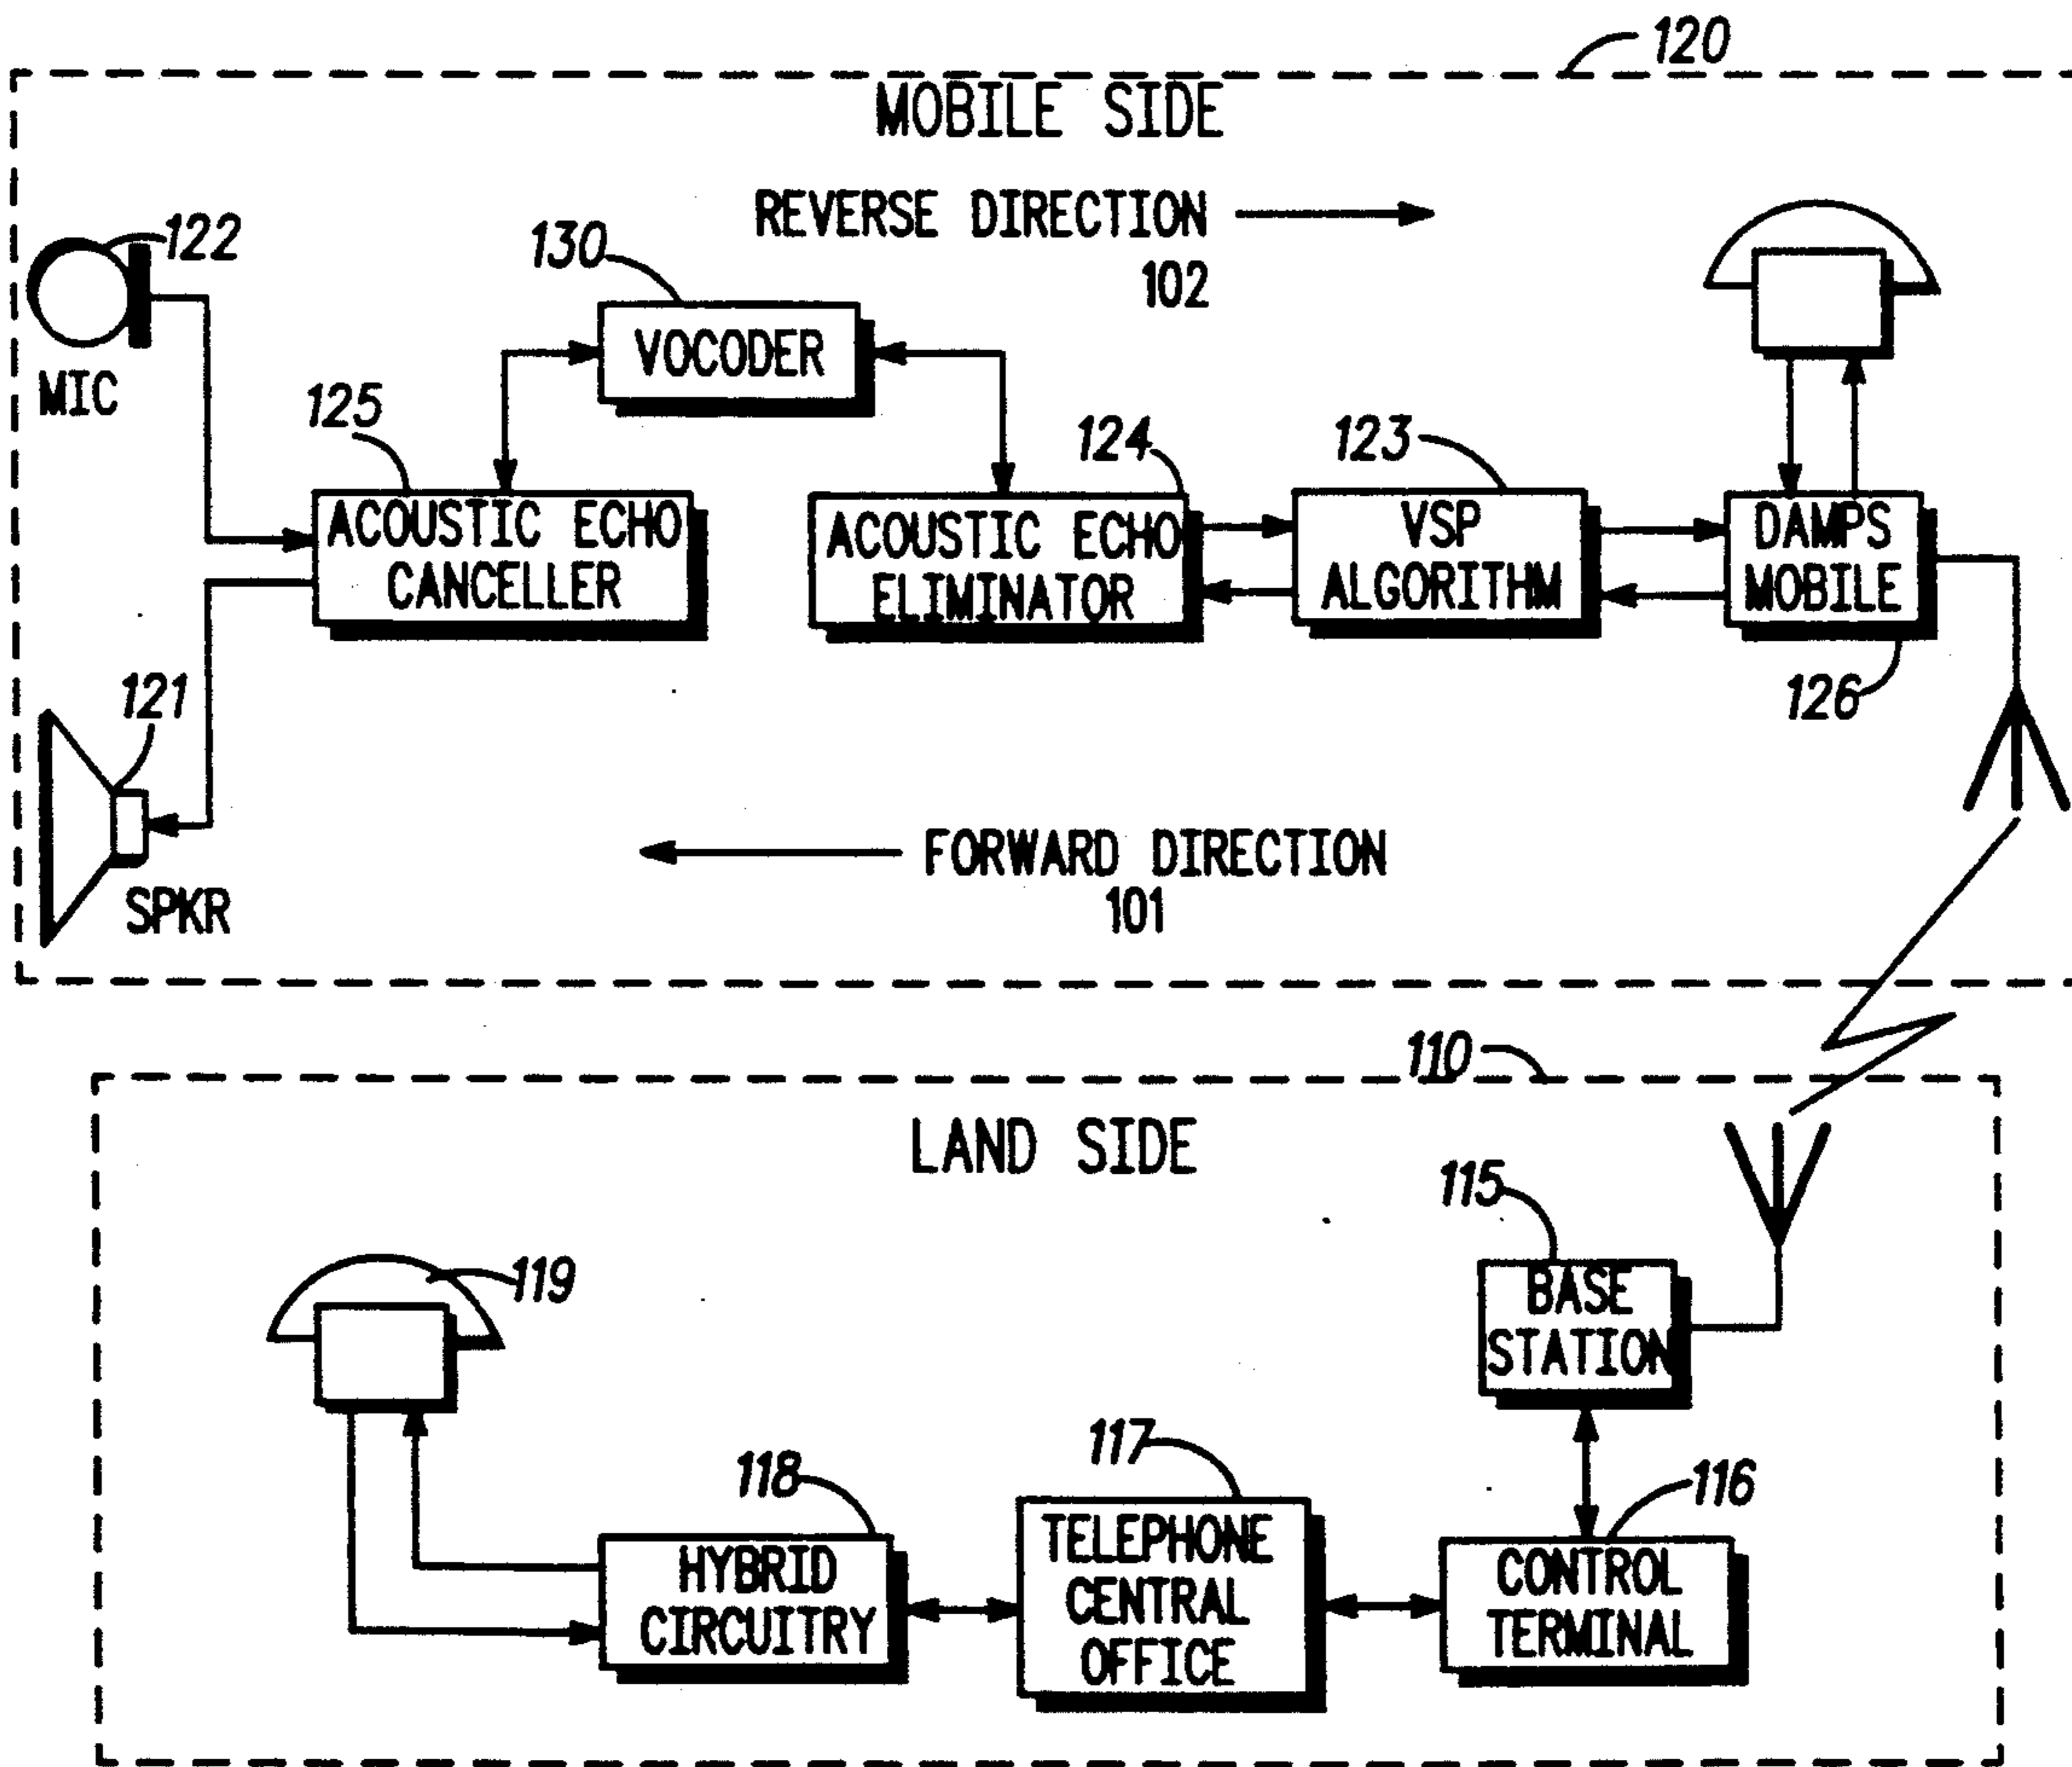 120
MOBILE SIDE
REVERSE DIRECTION
102
122
MIC
130
VOCODER
125
ACOUSTIC ECHO
CANCELLER
124
ACOUSTIC ECHO
ELIMINATOR
123
VSP
ALGORITHM
DAMPS
MOBILE
126
121
SPKR
FORWARD DIRECTION
101
110
LAND SIDE
115
BASE
STATION
119
118
HYBRID
CIRCUITRY
117
TELEPHONE
CENTRAL
OFFICE
116
CONTROL
TERMINAL